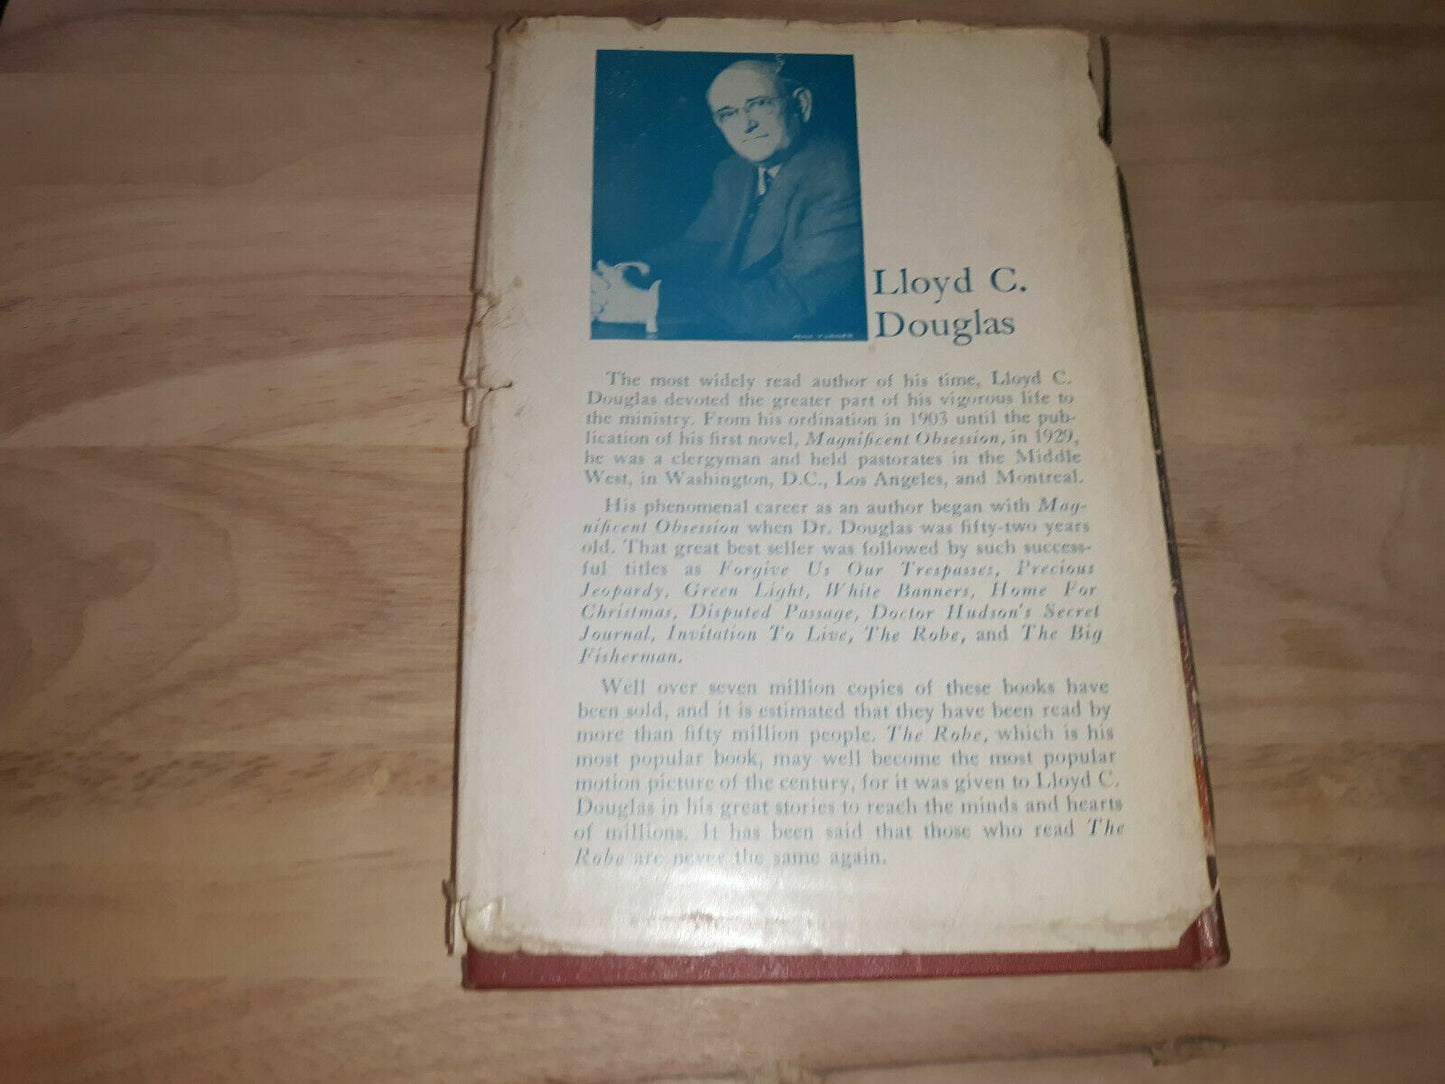 Lloyd C.
Douglas
The most widely read author of his time, Lloyd C.
Douglas devoted the greater part of his vigorous life to
the ministry. From his ordination in 1903 until the pub-
lication of his first novel, Magnificent Obsession, in 1929,
he was a clergyman and held pastorates in the Middle
West, in Washington, D.C., Los Angeles, and Montreal.
His phenomenal career as an author began with Mag-
nificent Obsession when Dr. Douglas was fifty-two years
old. That great best seller was followed by such success-
ful titles as Forgive Us Our Trespasses, Precious
Jeopardy, Green Light, White Banners, Home For
Christmas, Disputed Passage, Doctor Hudson's Secret
Journal, Invitation To Live, The Robe, and The Big
Fisherman.
Well over seven million copies of these books have
been sold, and it is estimated that they have been read by
more than fifty million people. The Robe, which is his
most popular book, may well become the most popular
motion picture of the century, for it was given to Lloyd C.
Douglas in his great stories to reach the minds and hearts
of millions. It has been said that those who read The
Robe are never the same again.